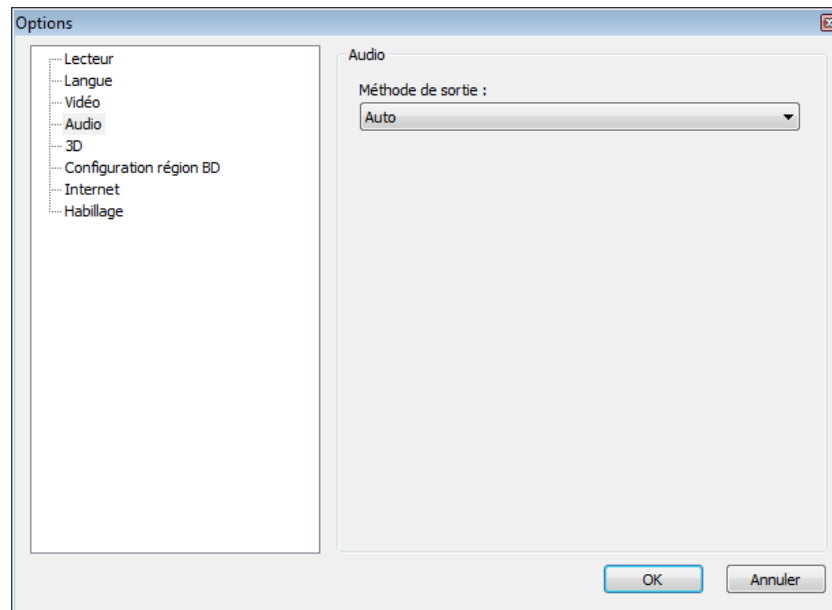 Options
Lecteur
Langue
Vidéo
Audio
3D
Configuration région BD
Internet
Habillage
Audio
Méthode de sortie :
Auto
OK
Annuler